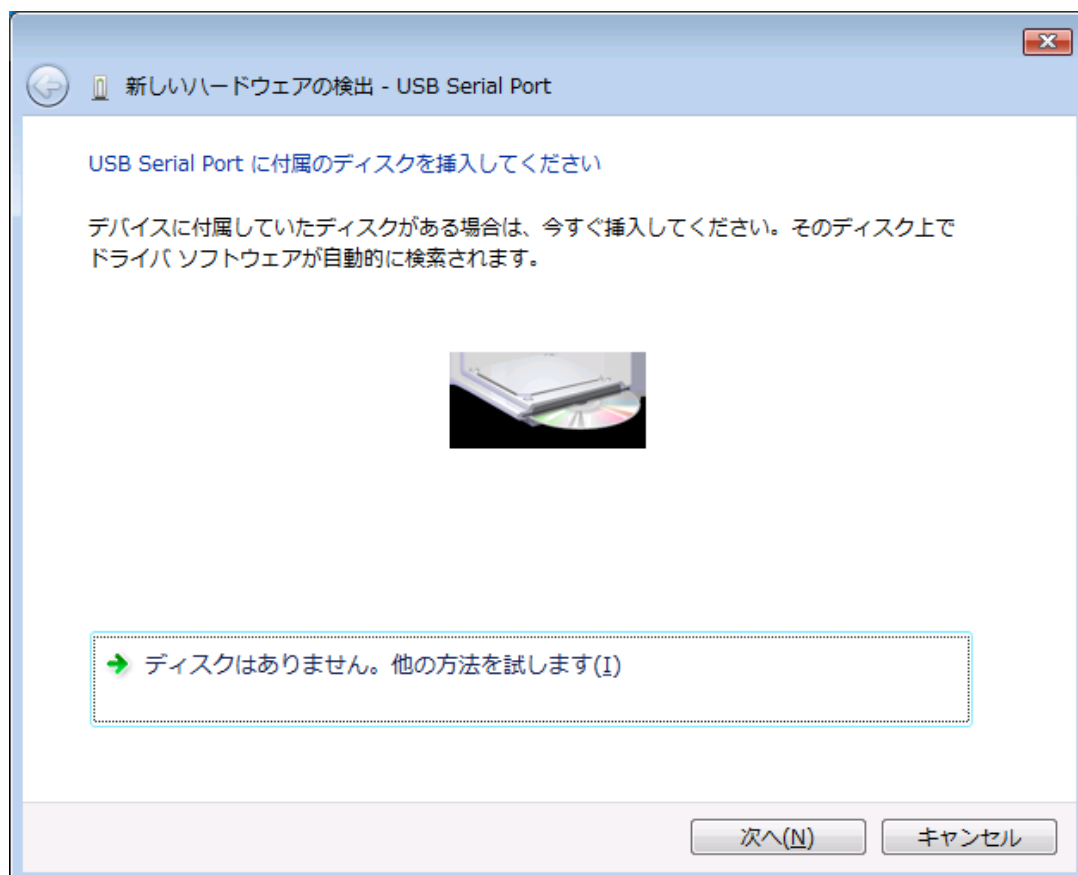 新しいハードウェアの検出 - USB Serial Port
USB Serial Port に付属のディスクを挿入してください
デバイスに付属していたディスクがある場合は、今すぐ挿入してください。そのディスク上で
ドライバ ソフトウェアが自動的に検索されます。
ディスクはありません。他の方法を試します(I)
次へ(N) キャンセル